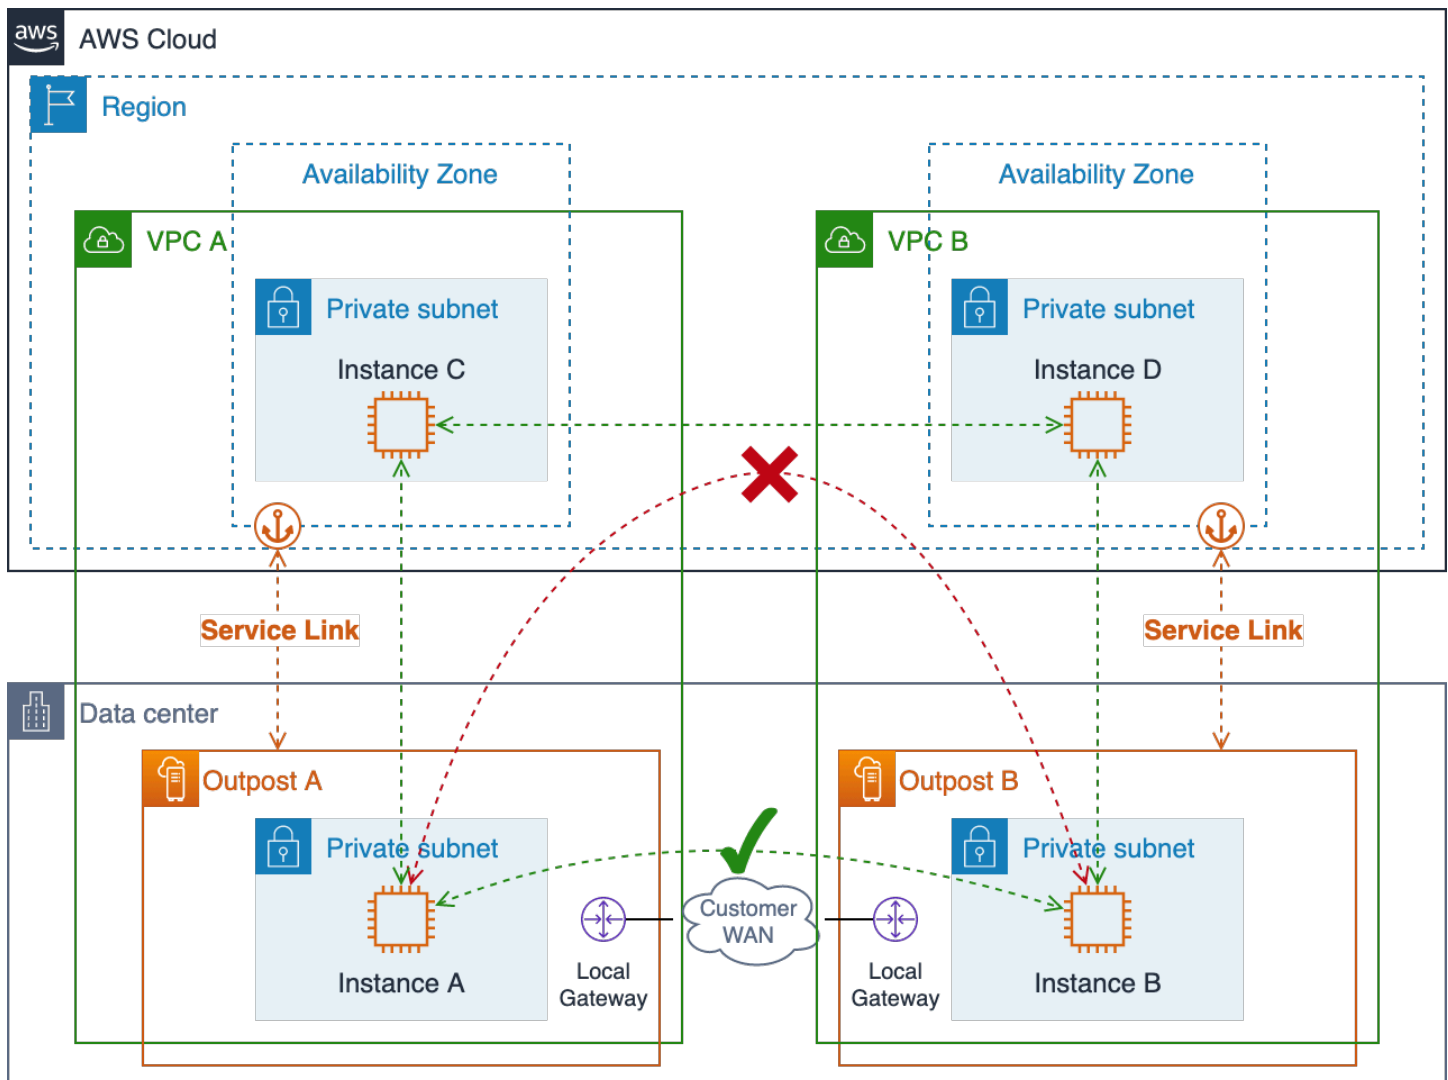 aws
AWS Cloud
Region
Availability Zone
Availability Zone
VPC A
VPC B
Private subnet
Private subnet
Instance C
Instance D
Service Link
Service Link
Data center
Outpost A
Outpost B
Private subnet
Private subnet
Customer
WAN
Local
Gateway
Local
Gateway
Instance A
Instance B